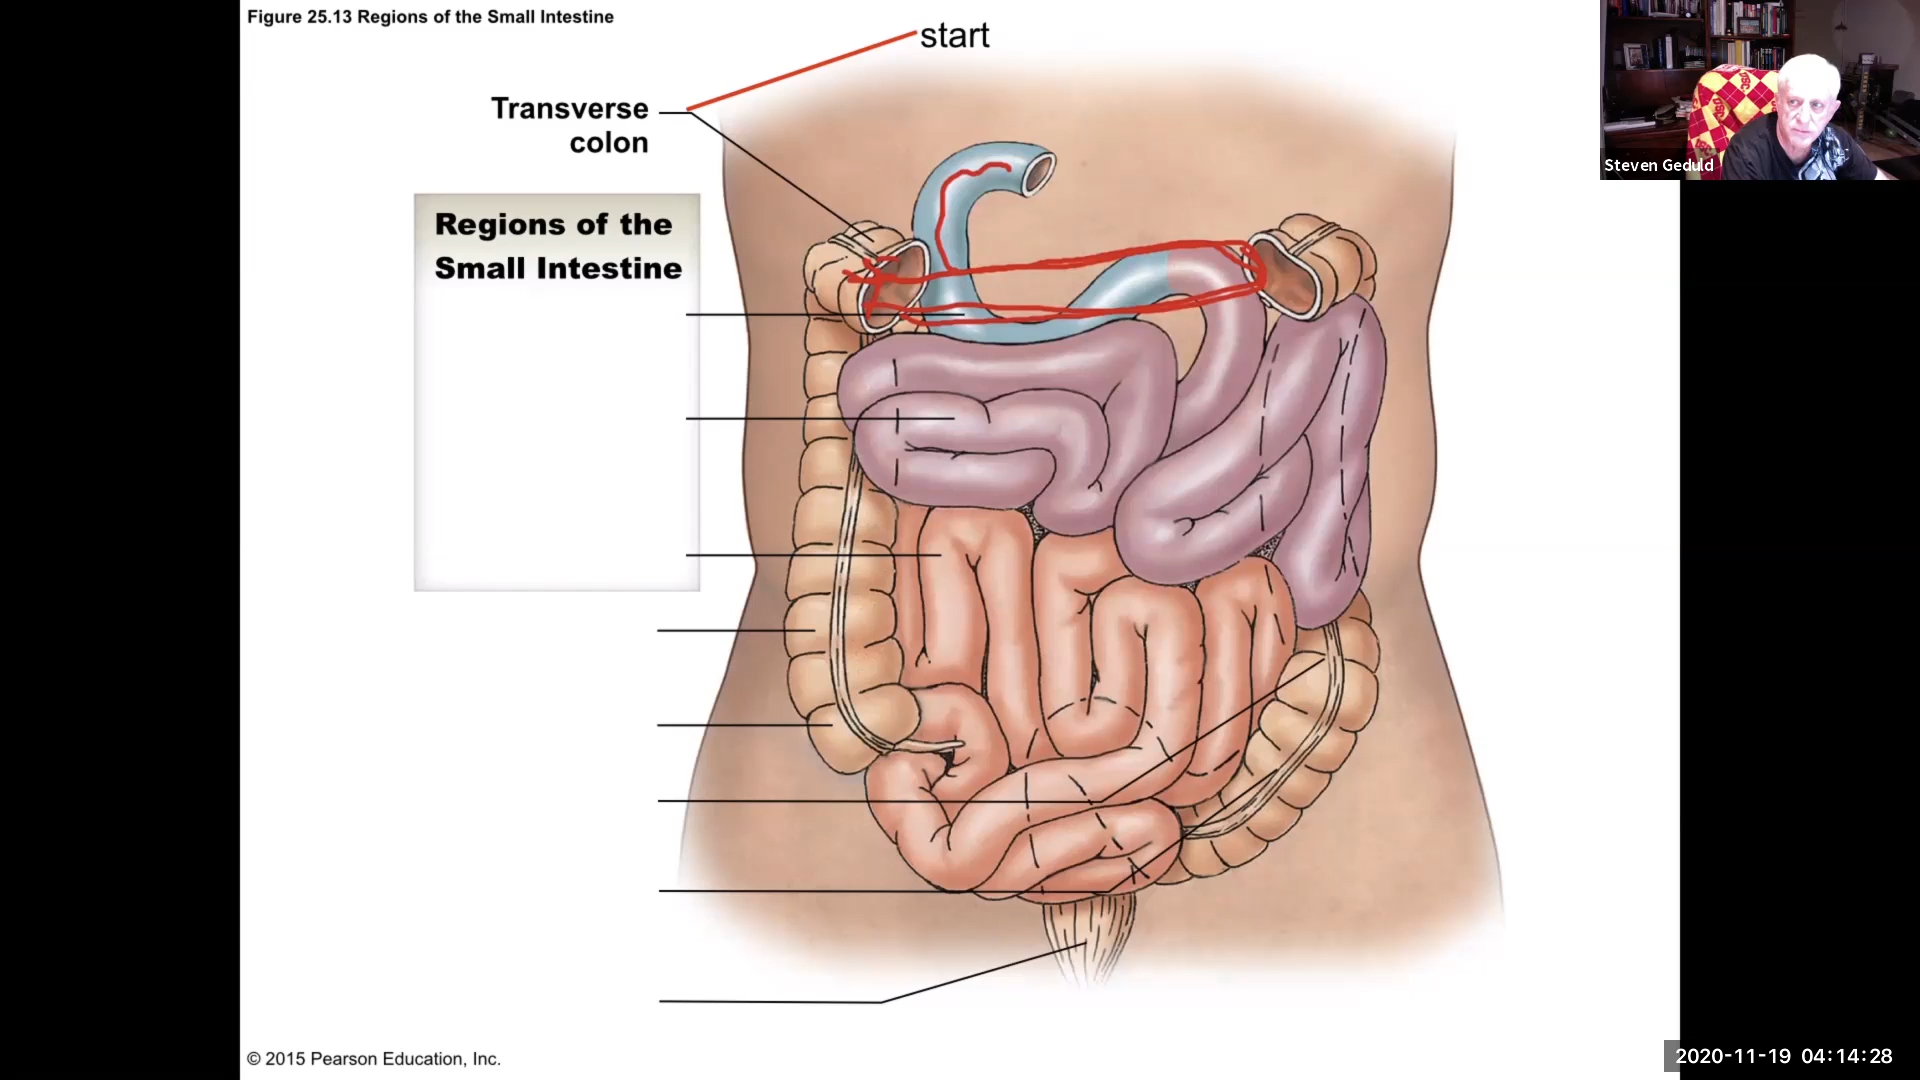 Figure 25.13 Regions of the Small Intestine
start
Transverse
colon
Regions of the
Small Intestine
Steven Geduld
© 2015 Pearson Education, Inc.
2020-11-19 04:14:28